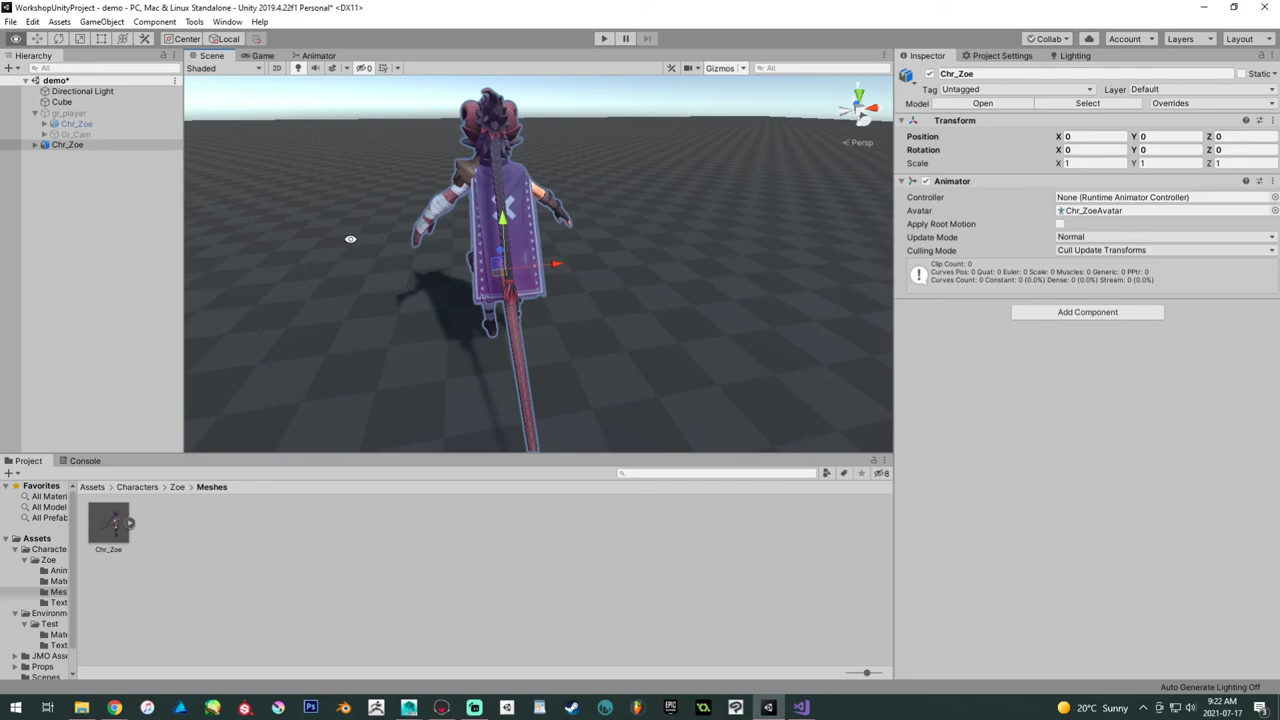 WorkshopUnityProject - demo - PC, Mac & Linux Standalone - Unity 2019.4.22f1 Personal* <DX11>
File Edit Assets GameObject Component Tools Window Help
Center Local Collab Account Layers Layout
Hierarchy Scene Game Animator Inspector Project Settings Lighting
All Shaded 2D 0 Gizmos All Chr_Zoe Static
demo* Tag Untagged Layer Default
Directional Light Model Open Select Overrides
Cube Transform
gr_player Position X 0 Y 0 Z 0
Chr_Zoe Rotation X 0 Y 0 Z 0
Gr_Cam Scale X 1 Y 1 Z 1
Chr_Zoe
y
Persp
Animator
Controller None (Runtime Animator Controller)
Avatar Chr_ZoeAvatar
Apply Root Motion
Update Mode Normal
Culling Mode Cull Update Transforms
Clip Count: 0
Curves Pos: 0 Quat: 0 Euler: 0 Scale: 0 Muscles: 0 Generic: 0 PPtr: 0
Curves Count: 0 Constant: 0 (0.0%) Dense: 0 (0.0%) Stream: 0 (0.0%)
Add Component
Project Console
8
Favorites Assets Characters Zoe Meshes
All Materi
All Model
All Prefab
Assets
Characte
Zoe
Anim
Mate
Mes
Text
Environm
Test
Mate
Text
JMO Asse
Props
Scenes
Chr_Zoe
Auto Generate Lighting Off
20°C Sunny 9:22 AM
2021-07-17
3